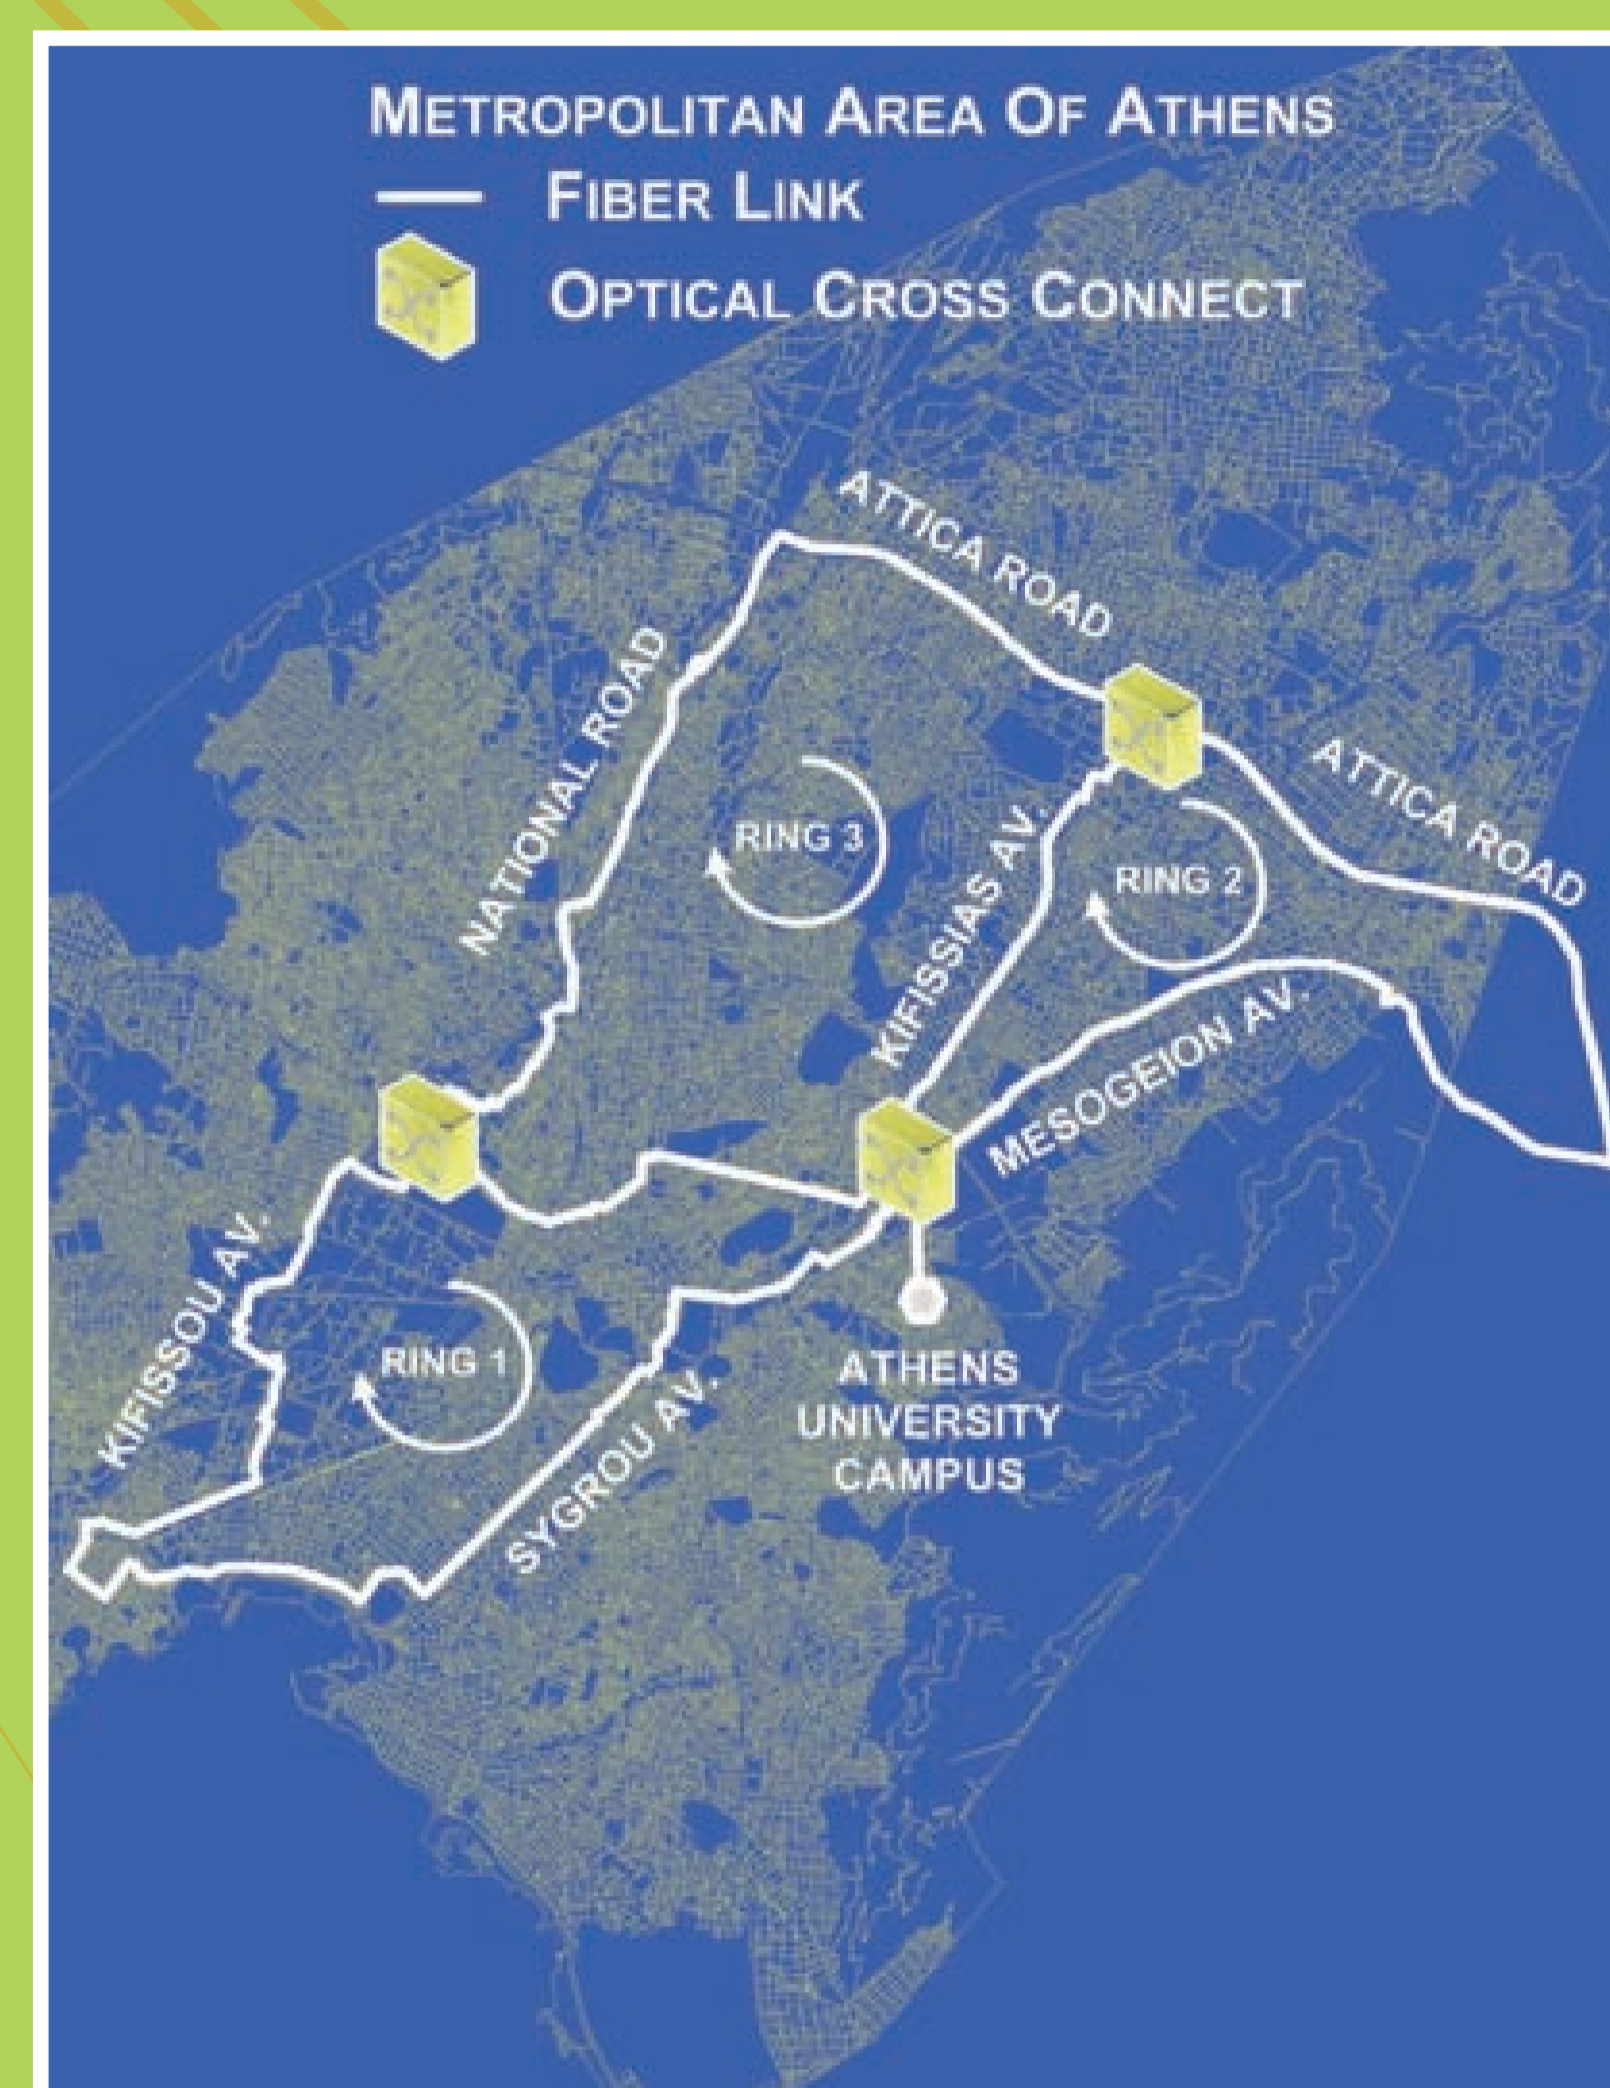 METROPOLITAN AREA OF ATHENS
FIBER LINK
OPTICAL CROSS CONNECT
ATTICA ROAD
NATIONAL ROAD
ATTICA ROAD
RING 3
KIFISSIAS AV.
RING 2
MESOGEION AV.
KIFISSOU AV.
RING 1
SYGROU AV.
ATHENS
UNIVERSITY
CAMPUS